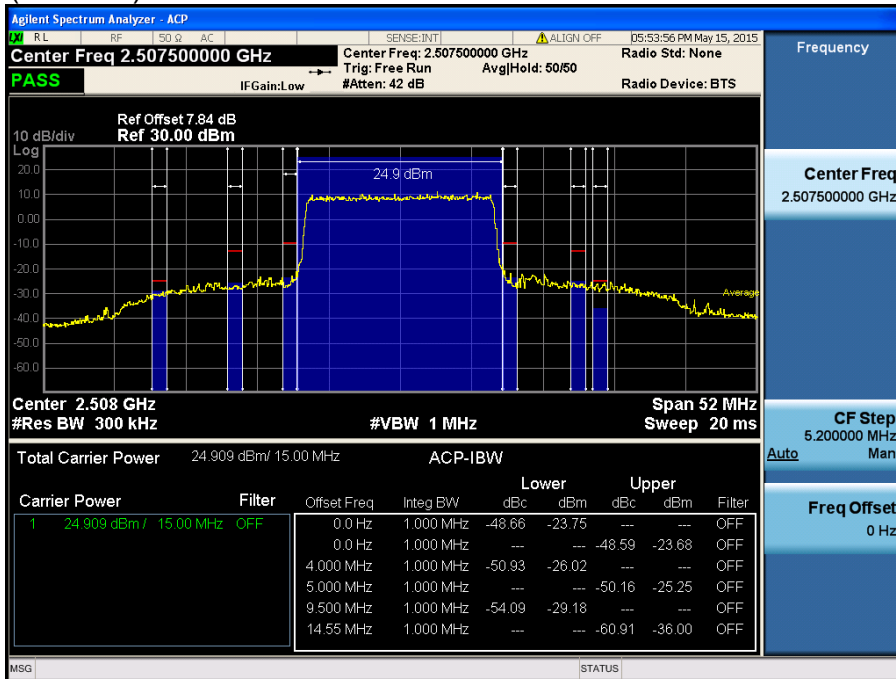 Agilent Spectrum Analyzer - ACP
LXI RL RF 50 Ω AC SENSE:INT ALIGN OFF 05:53:56 PM May 15, 2015
Center Freq 2.507500000 GHz
Center Freq: 2.507500000 GHz
Radio Std: None
Trig: Free Run Avg|Hold: 50/50
PASS
IFGain:Low
#Atten: 42 dB
Radio Device: BTS
Ref Offset 7.84 dB
10 dB/div Ref 30.00 dBm
Log
20.0
10.0
0.00
-10.0
-20.0
-30.0
-40.0
-50.0
-60.0
24.9 dBm
Average
Center 2.508 GHz Span 52 MHz
#Res BW 300 kHz #VBW 1 MHz Sweep 20 ms
Total Carrier Power 24.909 dBm/ 15.00 MHz ACP-IBW
Lower Upper
Carrier Power Filter
1 24.909 dBm / 15.00 MHz OFF
Offset Freq Integ BW dBc dBm dBc dBm Filter
0.0 Hz 1.000 MHz -48.66 -23.75 --- --- OFF
0.0 Hz 1.000 MHz --- --- -48.59 -23.68 OFF
4.000 MHz 1.000 MHz -50.93 -26.02 --- --- OFF
5.000 MHz 1.000 MHz --- --- -50.16 -25.25 OFF
9.500 MHz 1.000 MHz -54.09 -29.18 --- --- OFF
14.55 MHz 1.000 MHz --- --- -60.91 -36.00 OFF
MSG STATUS
Frequency
Center Freq
2.507500000 GHz
CF Step
5.200000 MHz
Auto Man
Freq Offset
0 Hz